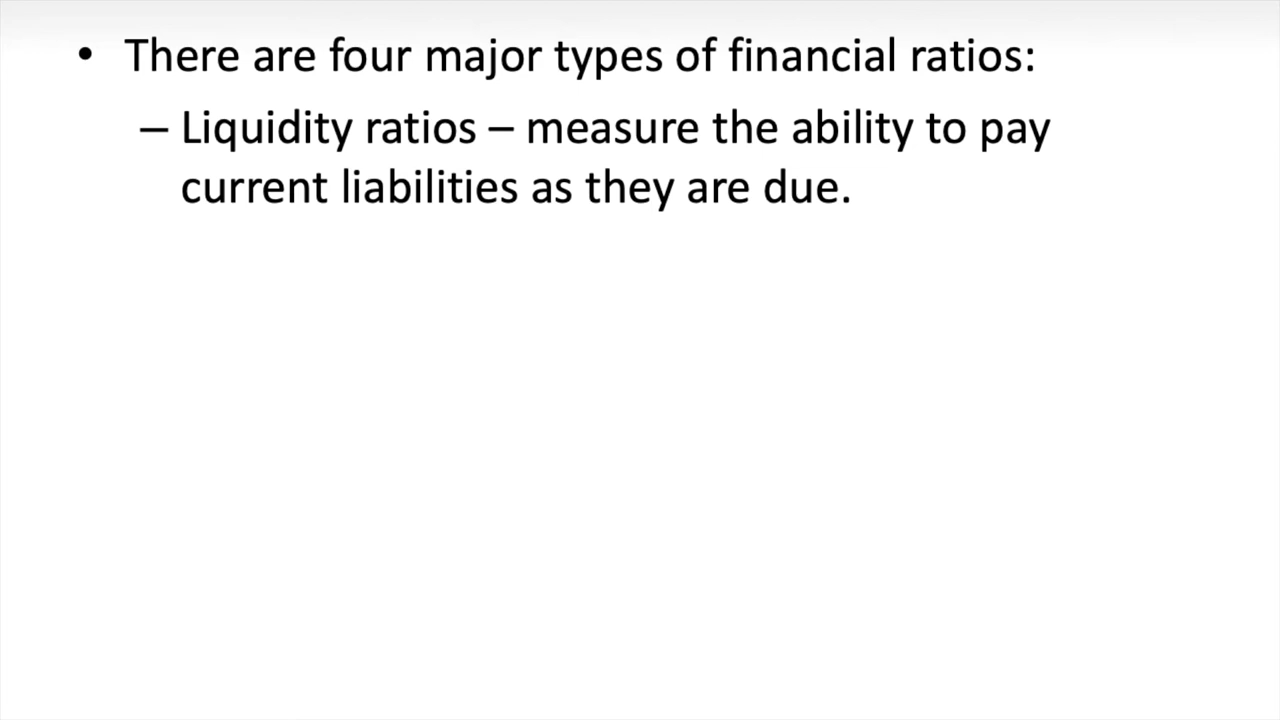 • There are four major types of financial ratios:
– Liquidity ratios – measure the ability to pay
current liabilities as they are due.